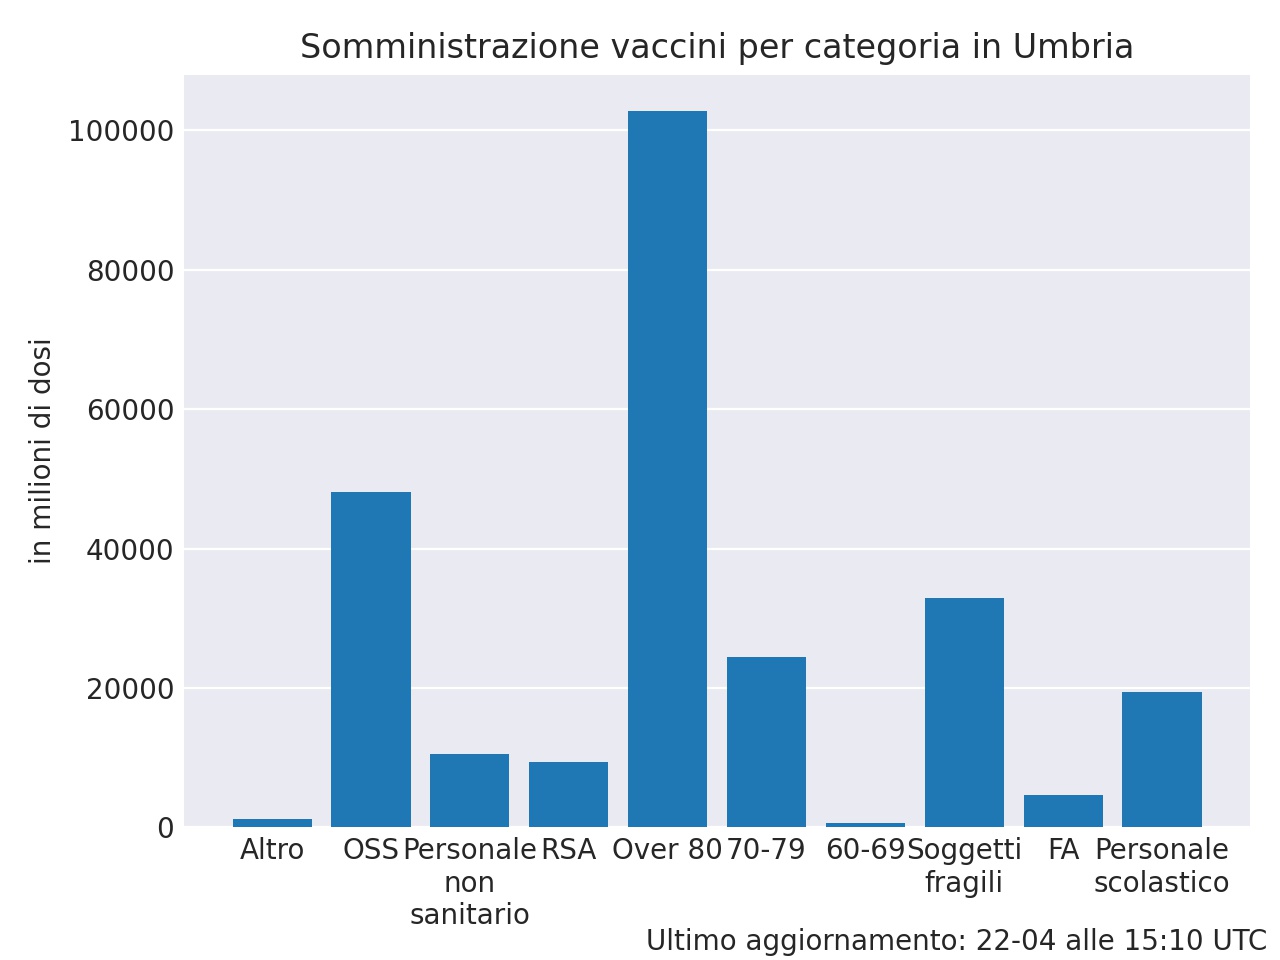 Somministrazione vaccini per categoria in Umbria
in milioni di dosi
100000
80000
60000
40000
20000
0
Altro OSS Personale non sanitario RSA Over 80 70-79 60-69 Soggetti fragili FA Personale scolastico
Ultimo aggiornamento: 22-04 alle 15:10 UTC